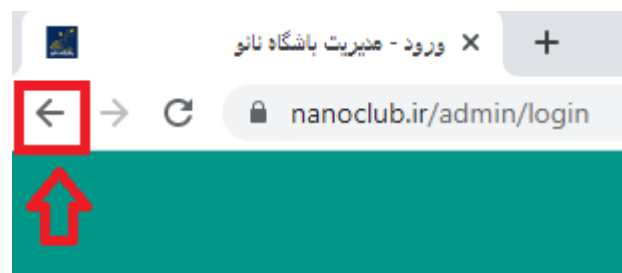 ورود - مدیریت باشگاه نانو
nanoclub.ir/admin/login